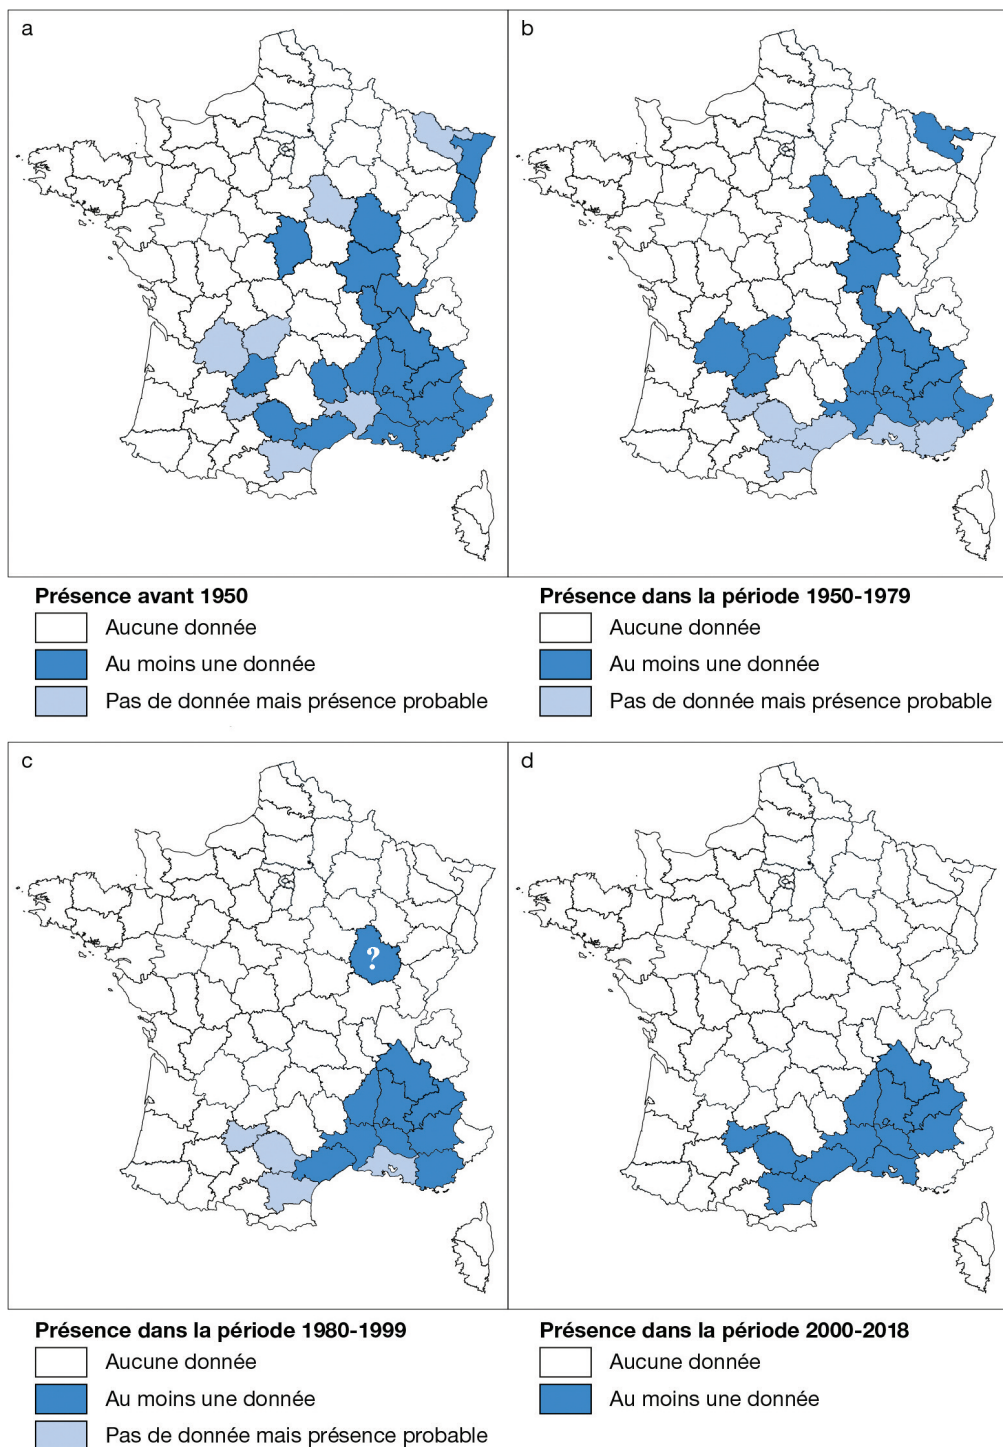 a
b
Présence avant 1950
Aucune donnée
Au moins une donnée
Pas de donnée mais présence probable
Présence dans la période 1950-1979
Aucune donnée
Au moins une donnée
Pas de donnée mais présence probable
c
?
d
Présence dans la période 1980-1999
Aucune donnée
Au moins une donnée
Pas de donnée mais présence probable
Présence dans la période 2000-2018
Aucune donnée
Au moins une donnée